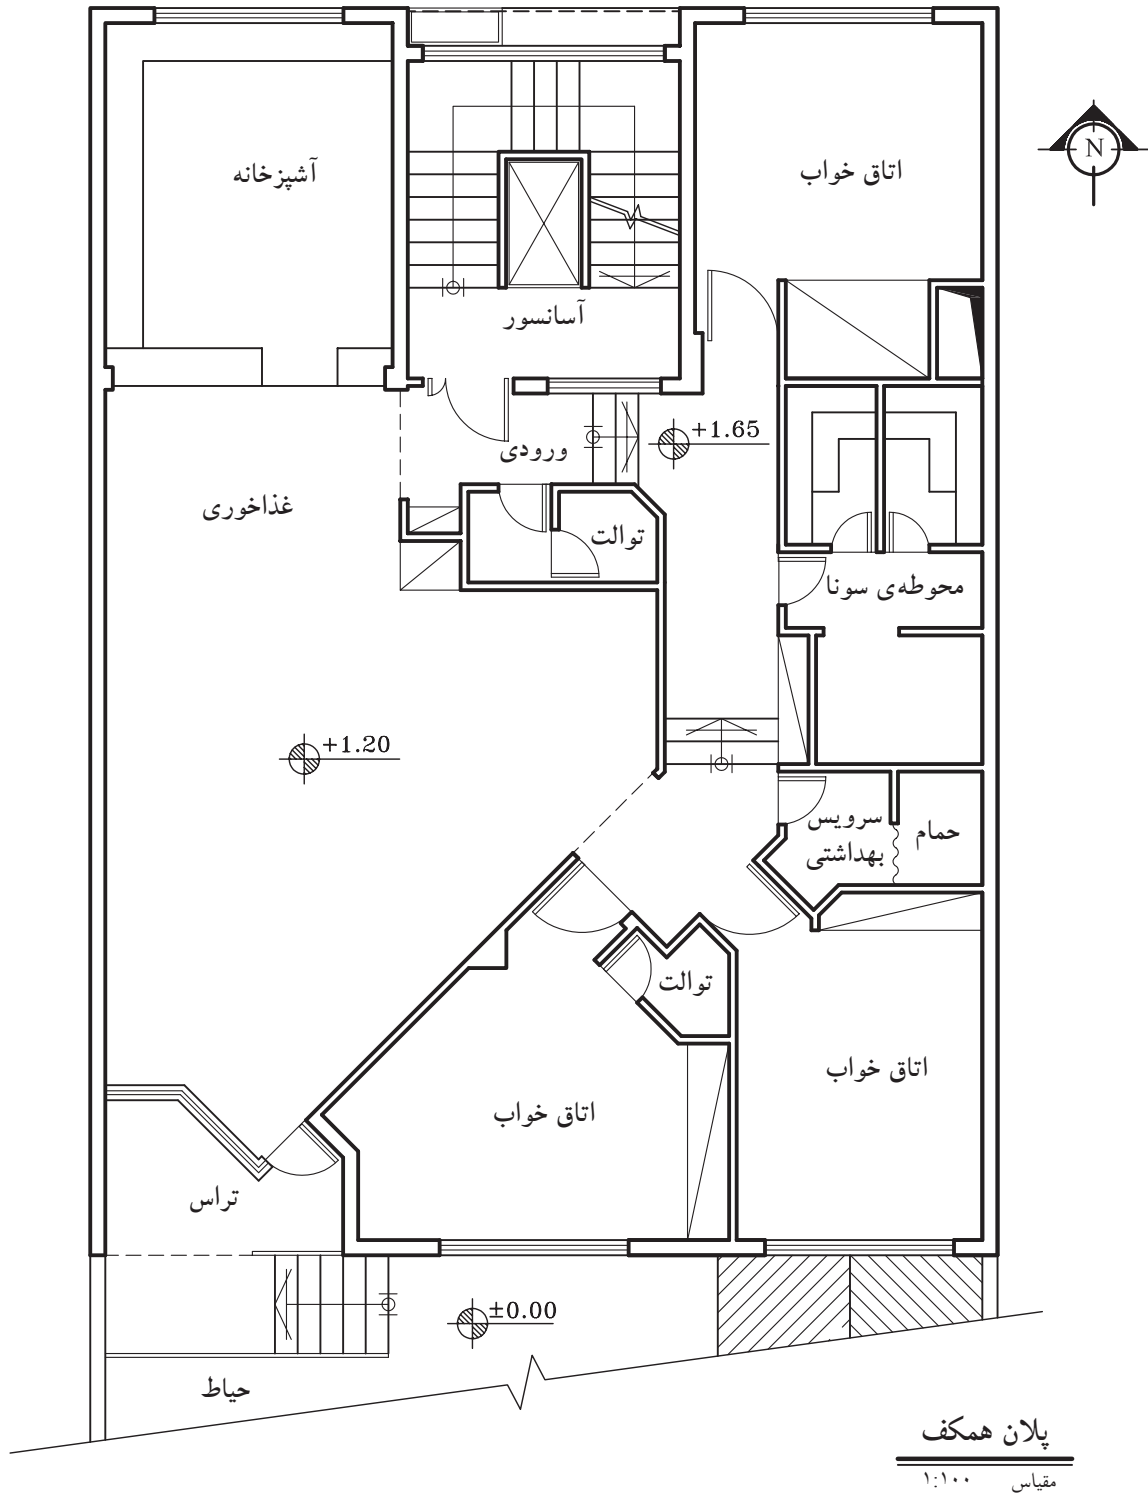 آشپزخانه
اتاق خواب
N
آسانسور
+1.65
ورودی
غذاخوری
توالت
محوطه‌ی سونا
+1.20
سرویس
بهداشتی
حمام
توالت
اتاق خواب
اتاق خواب
تراس
±0.00
حیاط
پلان همکف
مقیاس ۱:۱۰۰